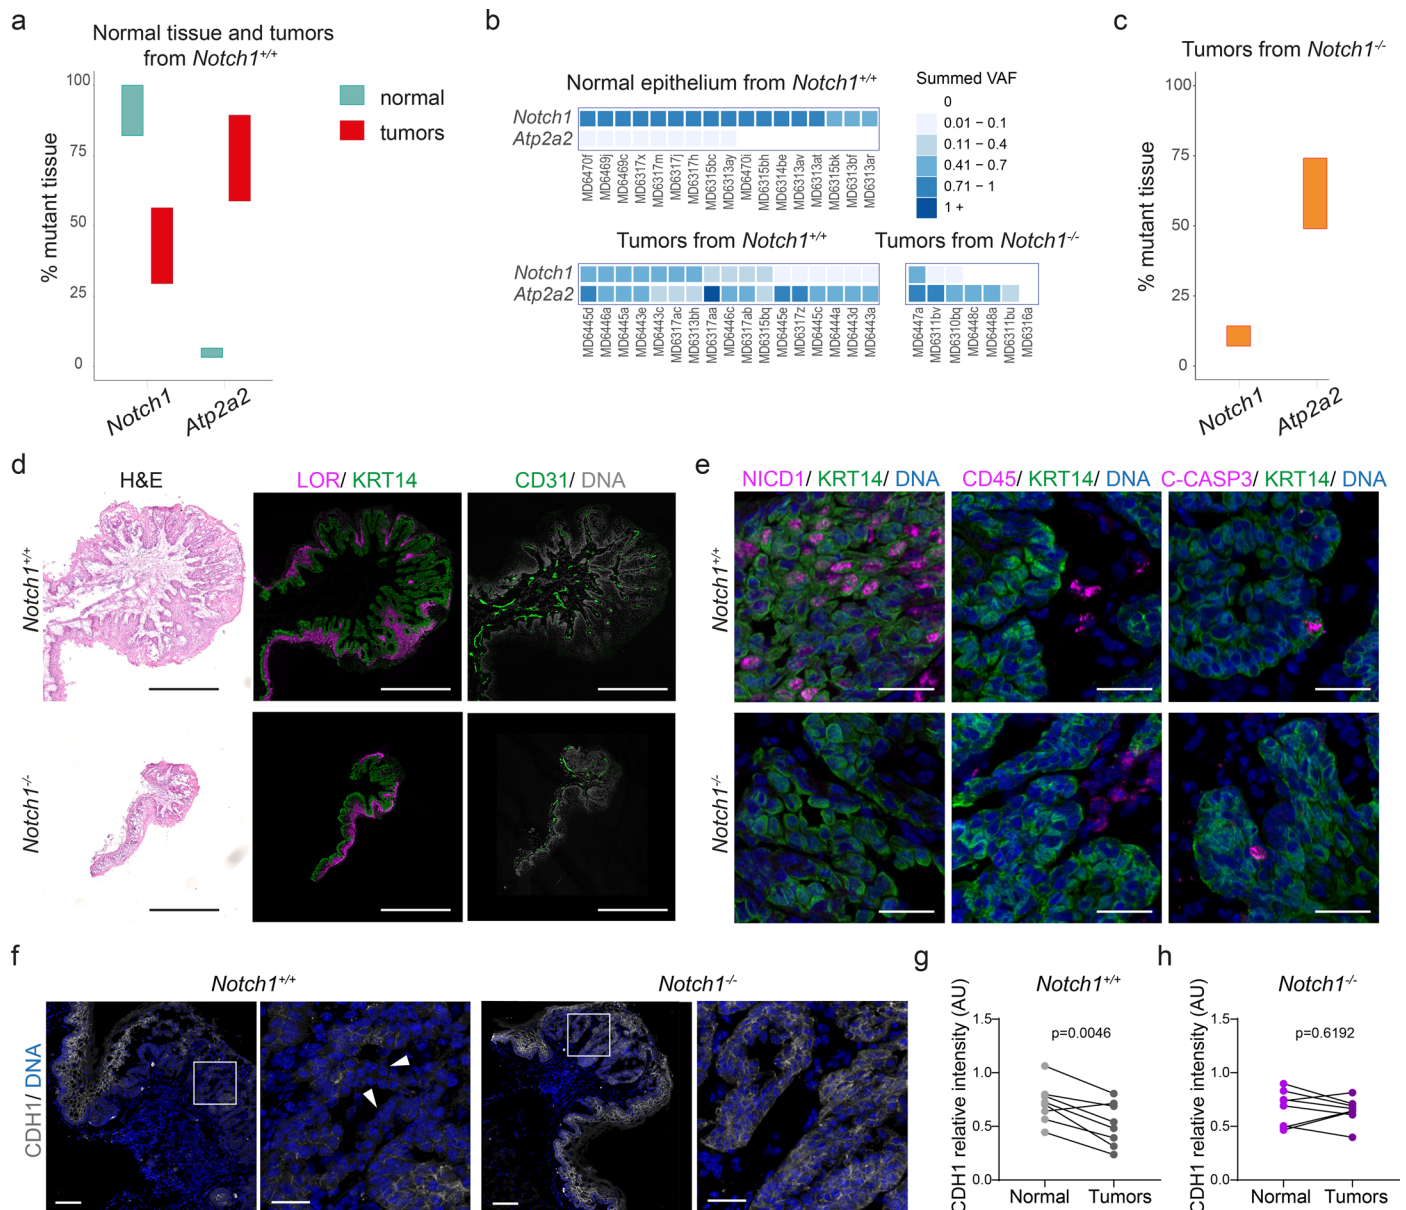 a
Normal tissue and tumors
from Notch1+/+
100
75
50
25
0
% mutant tissue
normal
tumors
Notch1
Atp2a2
b
Normal epithelium from Notch1+/+
Notch1
Atp2a2
MD6470f
MD6469j
MD6469c
MD6317x
MD6317m
MD6317j
MD6317h
MD6315bc
MD6313ay
MD6470i
MD6315bh
MD6314be
MD6313av
MD6313at
MD6315bk
MD6313bf
MD6313ar
Summed VAF
0
0.01 – 0.1
0.11 – 0.4
0.41 – 0.7
0.71 – 1
1 +
Tumors from Notch1+/+
Notch1
Atp2a2
MD6445d
MD6446a
MD6445a
MD6443e
MD6443c
MD6317ac
MD6313bh
MD6317aa
MD6446c
MD6317ab
MD6315bq
MD6445e
MD6317z
MD6445c
MD6444a
MD6443d
MD6443a
Tumors from Notch1-/-
MD6447a
MD6311bv
MD6310bq
MD6448c
MD6448a
MD6311bu
MD6316a
c
Tumors from Notch1-/-
100
75
50
25
0
% mutant tissue
Notch1
Atp2a2
d
H&E
LOR/ KRT14
CD31/ DNA
Notch1+/+
Notch1-/-
e
NICD1/ KRT14/ DNA
CD45/ KRT14/ DNA
C-CASP3/ KRT14/ DNA
Notch1+/+
Notch1-/-
f
Notch1+/+
Notch1-/-
CDH1/ DNA
g
Notch1+/+
CDH1 relative intensity (AU)
1.5
1.0
0.5
0.0
p=0.0046
Normal
Tumors
h
Notch1-/-
CDH1 relative intensity (AU)
1.5
1.0
0.5
0.0
p=0.6192
Normal
Tumors